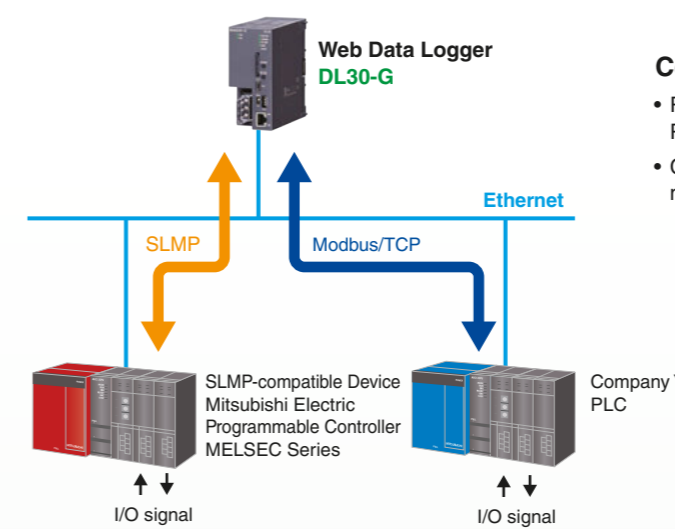 Web Data Logger
DL30-G
Ethernet
SLMP
Modbus/TCP
SLMP-compatible Device
Mitsubishi Electric
Programmable Controller
MELSEC Series
Company
PLC
I/O signal
I/O signal